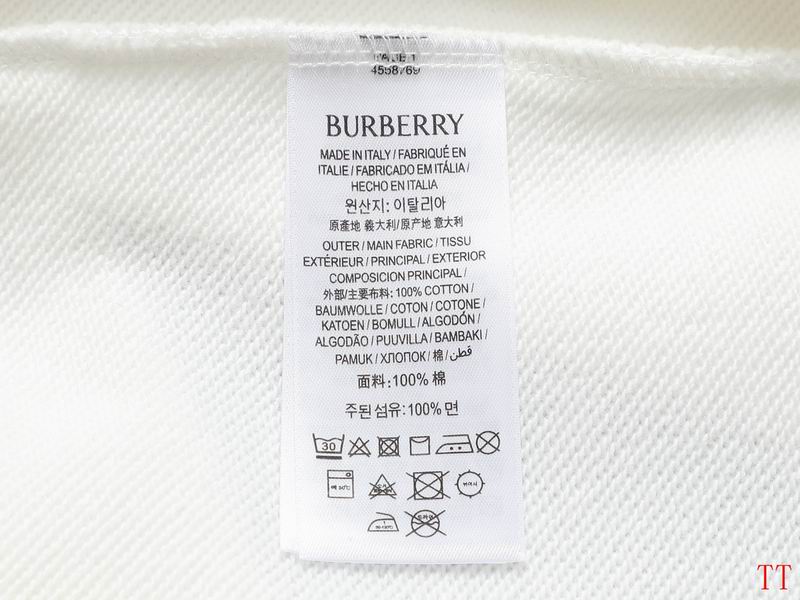 4558769
BURBERRY
MADE IN ITALY / FABRIQUÉ EN
ITALIE / FABRICADO EM ITÁLIA /
HECHO EN ITALIA
원산지: 이탈리아
原產地 義大利/原产地 意大利
OUTER / MAIN FABRIC / TISSU
EXTÉRIEUR / PRINCIPAL / EXTERIOR
COMPOSICION PRINCIPAL /
外部/主要布料: 100% COTTON /
BAUMWOLLE / COTON / COTONE /
KATOEN / BOMULL / ALGODÓN /
ALGODÃO / PUUVILLA / BAMBAKI /
PAMUK / ХЛОПОК / 棉 / قطن
面料:100% 棉
주된 섬유: 100% 면
30
TT